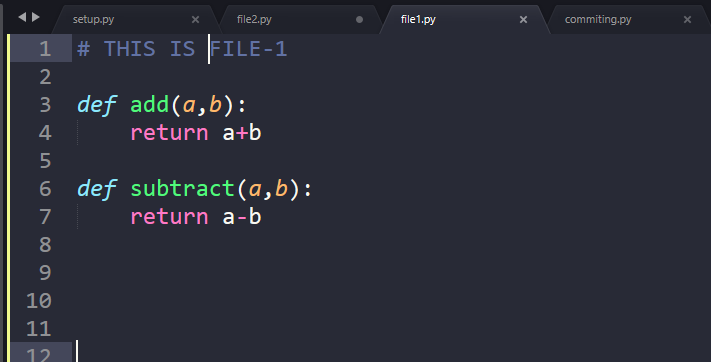 setup.py
file2.py
file1.py
commiting.py
1 # THIS IS FILE-1
2
3 def add(a,b):
4     return a+b
5
6 def subtract(a,b):
7     return a-b
8
9
10
11
12